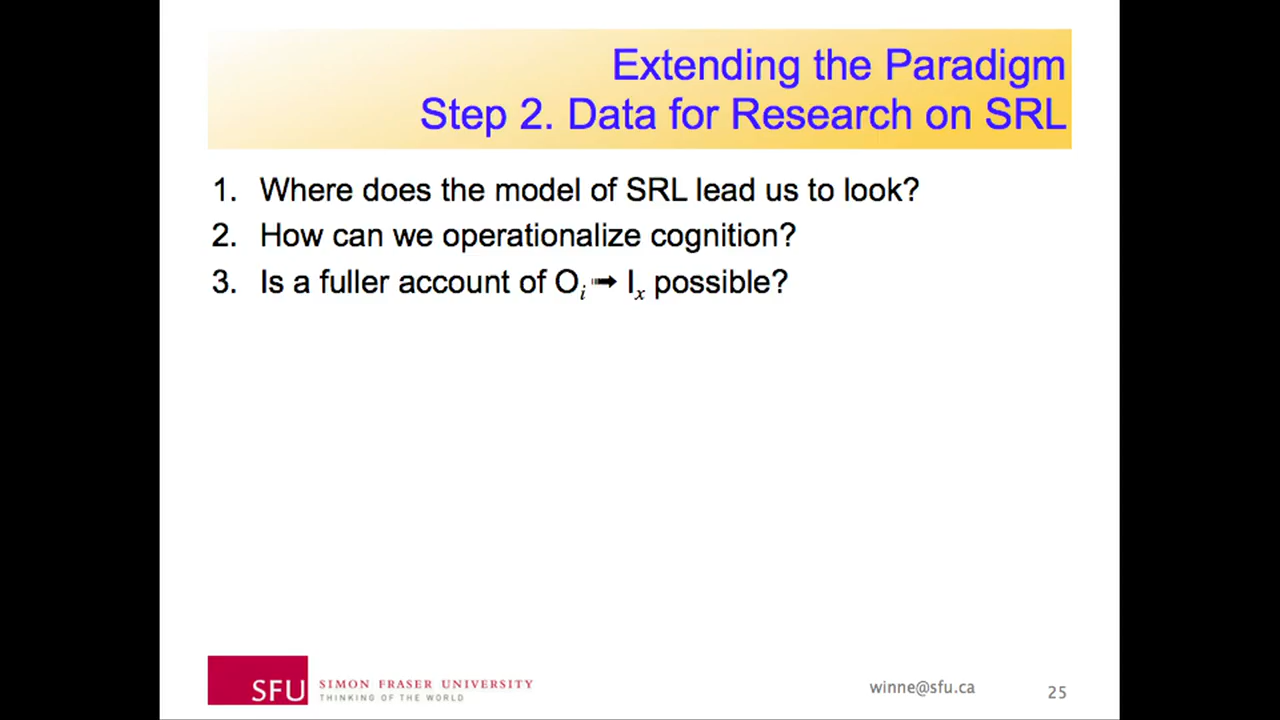 Extending the Paradigm
Step 2. Data for Research on SRL
1. Where does the model of SRL lead us to look?
2. How can we operationalize cognition?
3. Is a fuller account of Oi ➟ Ix possible?
SFU
SIMON FRASER UNIVERSITY
THINKING OF THE WORLD
winne@sfu.ca
25